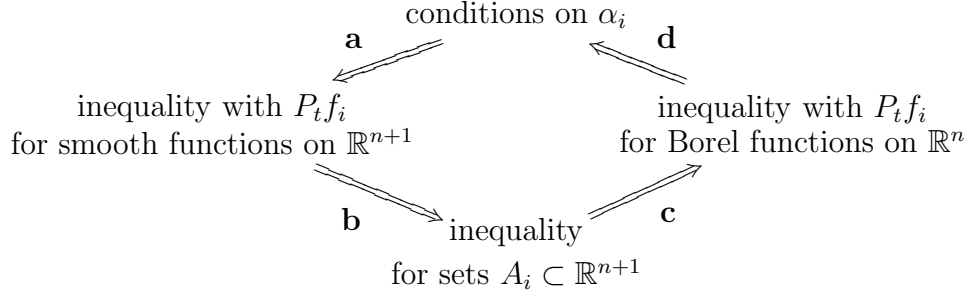 conditions on α_i
a
d
inequality with P_t f_i
for smooth functions on ℝ^{n+1}
inequality with P_t f_i
for Borel functions on ℝ^n
b
c
inequality
for sets A_i ⊂ ℝ^{n+1}